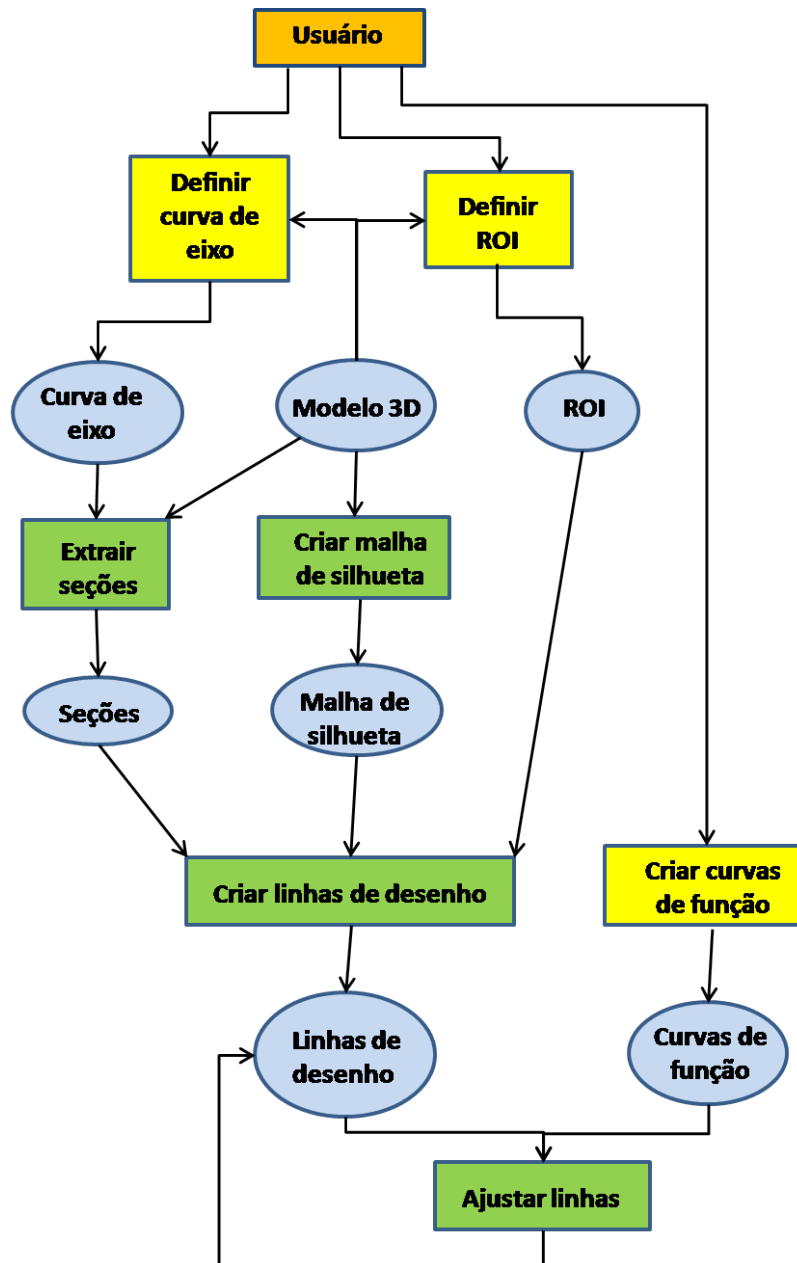 Usuário
Definir
curva de
eixo
Definir
ROI
Curva de
eixo
Modelo 3D
ROI
Extrair
seções
Criar malha
de silhueta
Seções
Malha de
silhueta
Criar linhas de desenho
Criar curvas
de função
Linhas de
desenho
Curvas de
função
Ajustar linhas